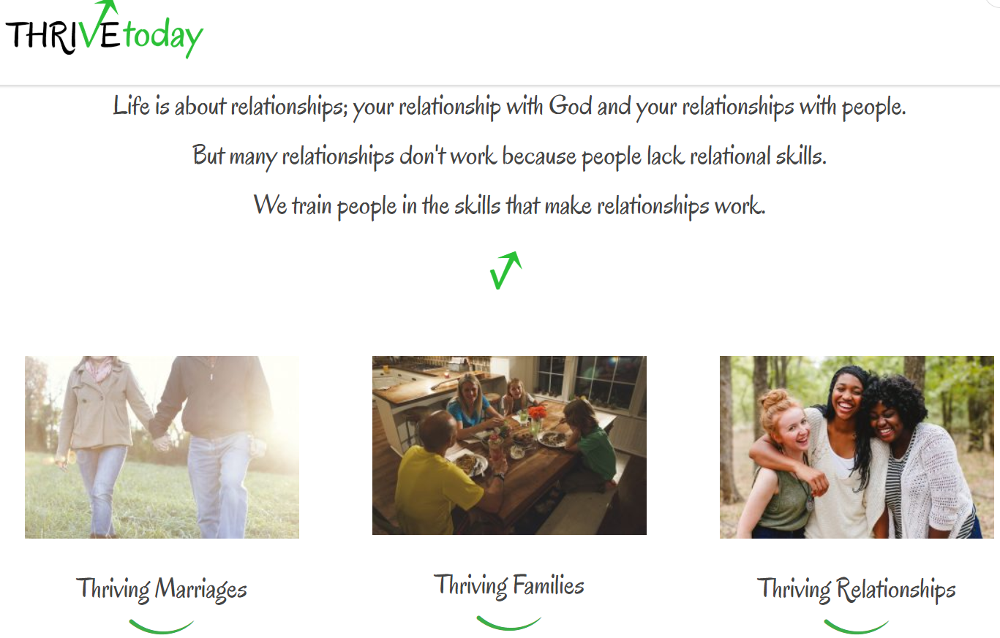 THRIVEtoday
Life is about relationships; your relationship with God and your relationships with people.
But many relationships don't work because people lack relational skills.
We train people in the skills that make relationships work.
Thriving Marriages
Thriving Families
Thriving Relationships